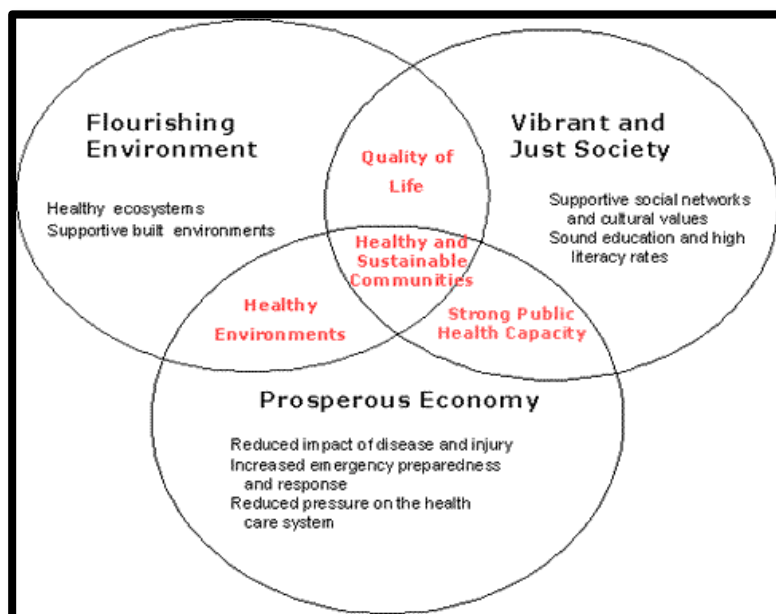 Flourishing
Environment
Healthy ecosystems
Supportive built environments
Quality of
Life
Vibrant and
Just Society
Supportive social networks
and cultural values
Sound education and high
literacy rates
Healthy and
Sustainable
Communities
Healthy
Environments
Strong Public
Health Capacity
Prosperous Economy
Reduced impact of disease and injury
Increased emergency preparedness
and response
Reduced pressure on the health
care system